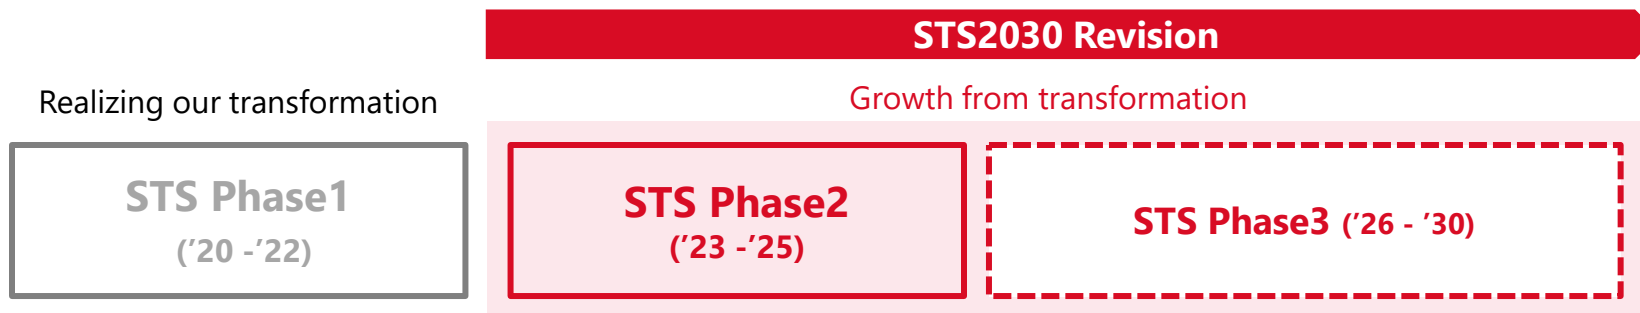 STS2030 Revision
Realizing our transformation
Growth from transformation
STS Phase1
(’20 -’22)
STS Phase2
(’23 -’25)
STS Phase3 (’26 - ’30)